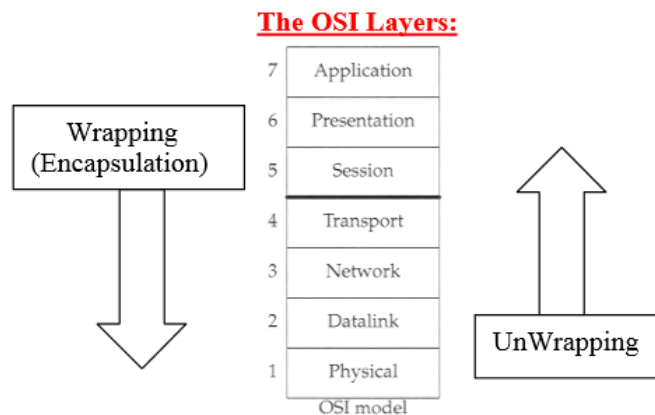 The OSI Layers:
7 Application
6 Presentation
5 Session
4 Transport
3 Network
2 Datalink
1 Physical
OSI model
Wrapping
(Encapsulation)
UnWrapping